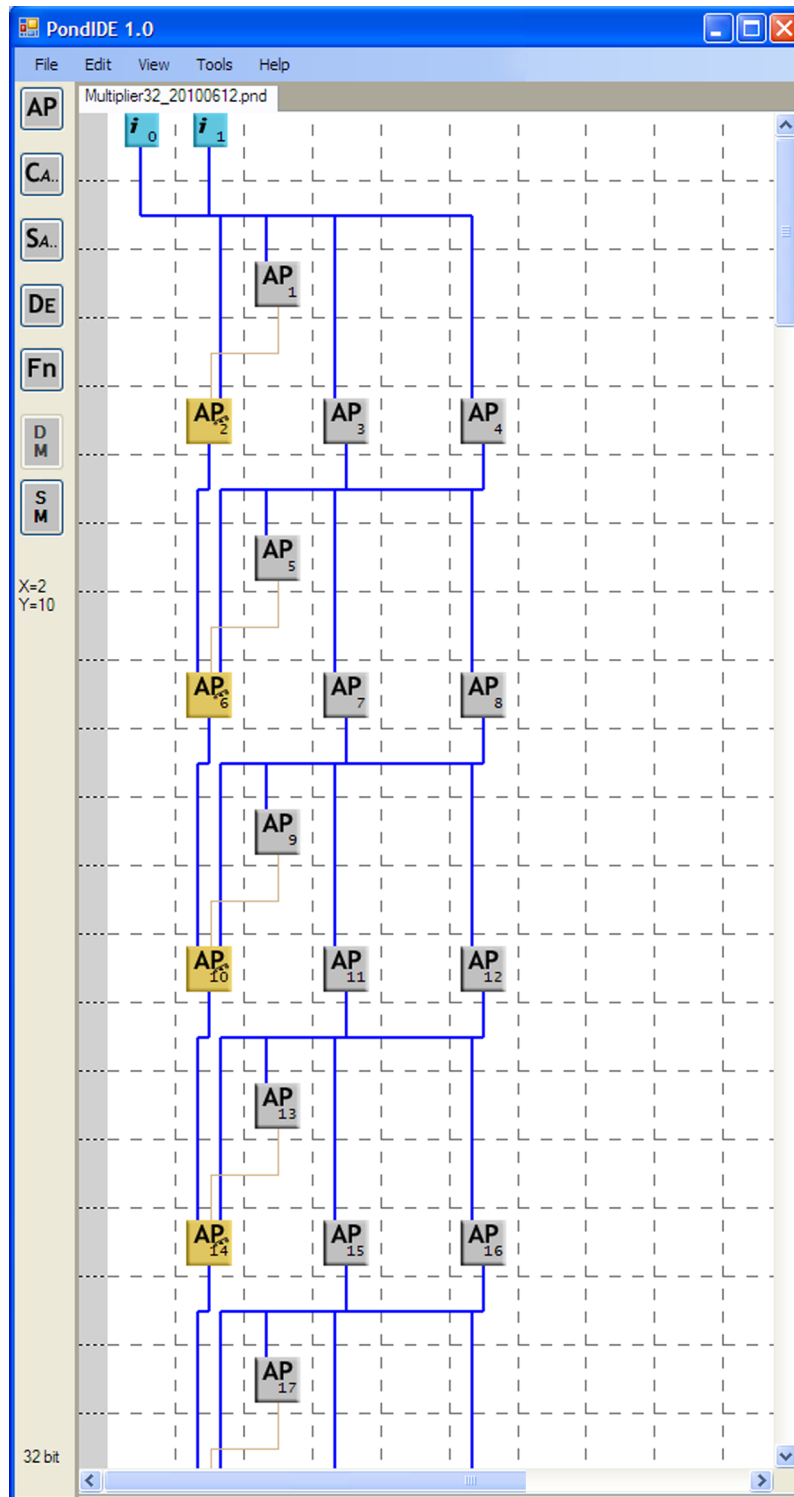 PondIDE 1.0
File Edit View Tools Help
Multiplier32_20100612.pnd
AP
CA..
SA..
DE
Fn
D
M
S
M
X=2
Y=10
32 bit
i 0 i 1
AP 1
AP 2 AP 3 AP 4
AP 5
AP 6 AP 7 AP 8
AP 9
AP 10 AP 11 AP 12
AP 13
AP 14 AP 15 AP 16
AP 17